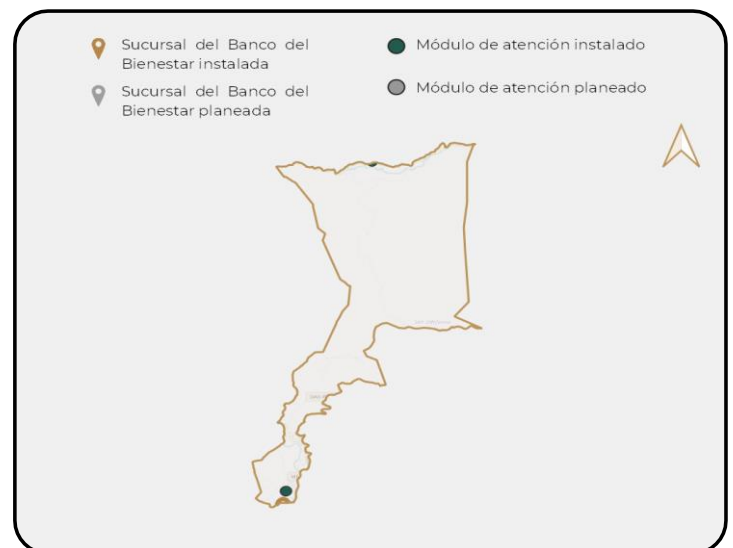 Sucursal del Banco del
Bienestar instalada
Sucursal del Banco del
Bienestar planeada
Módulo de atención instalado
Módulo de atención planeado